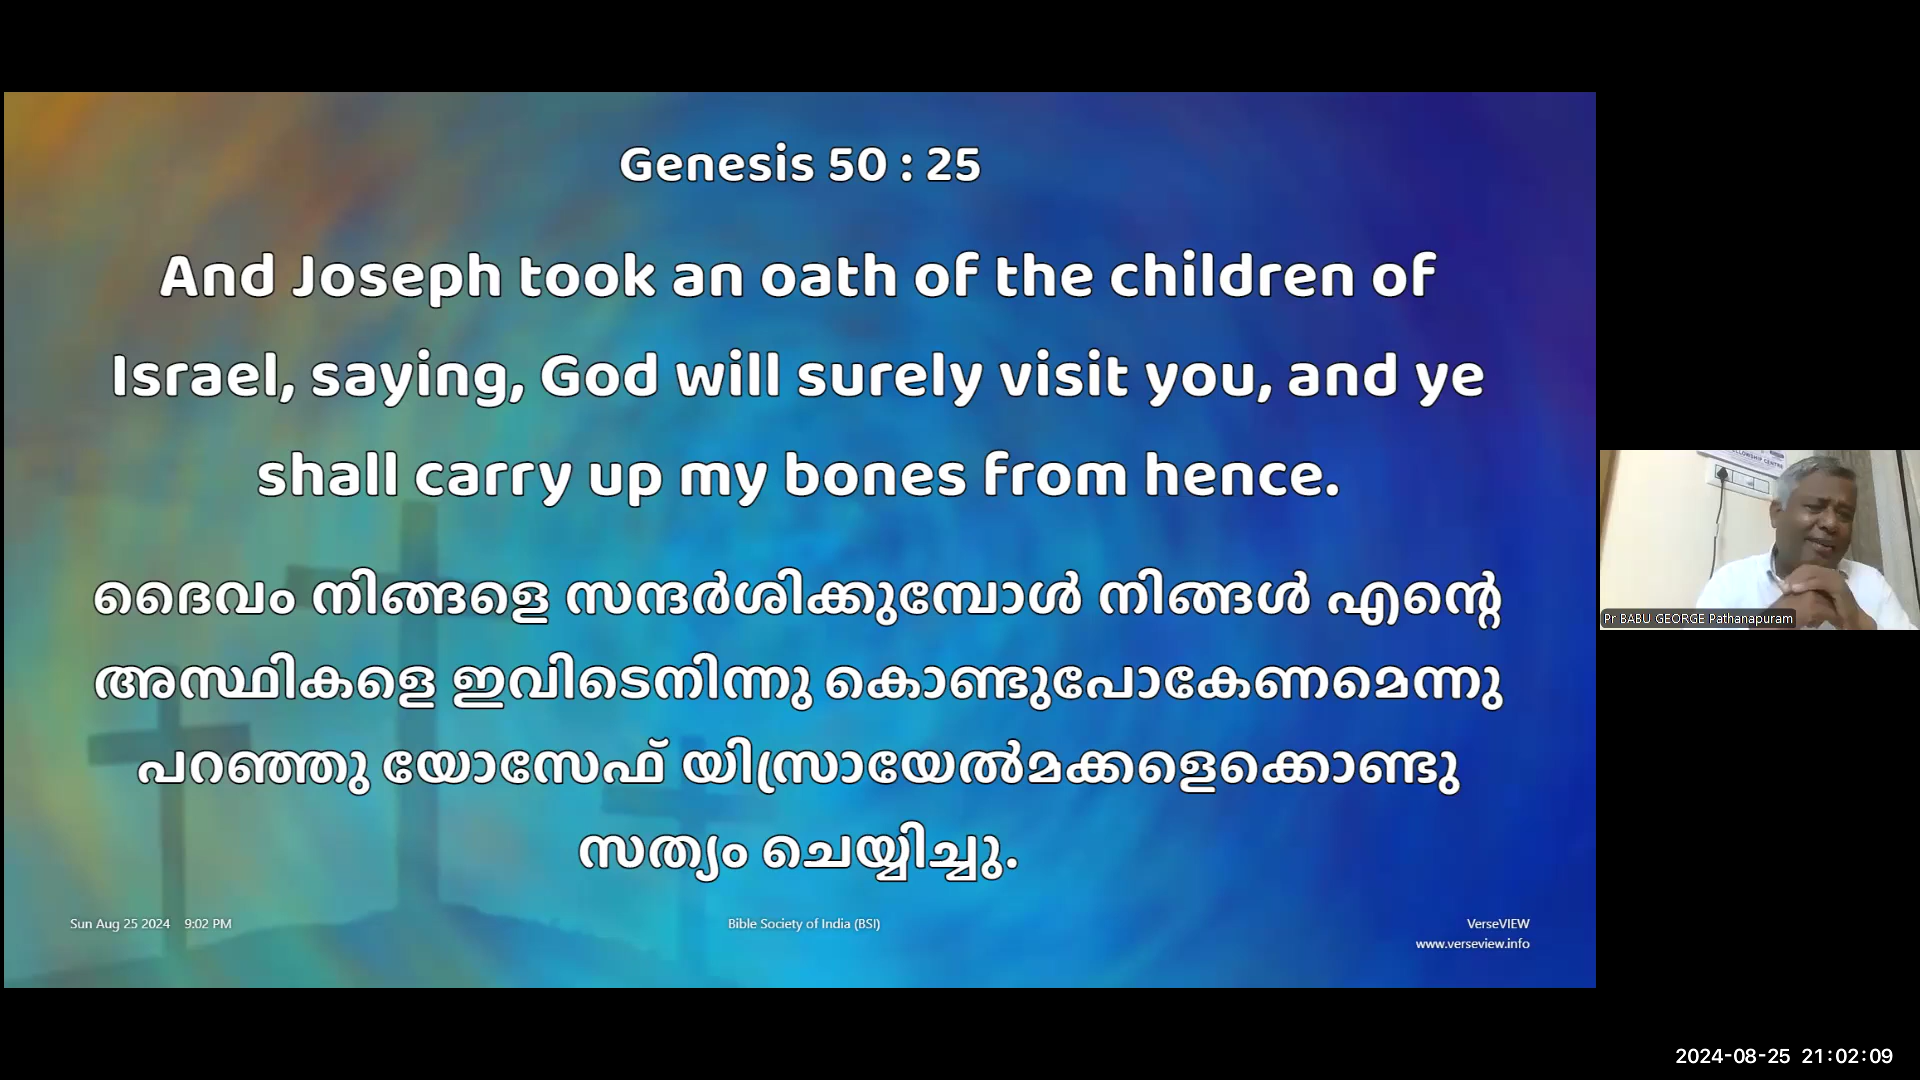 Genesis 50 : 25
And Joseph took an oath of the children of
Israel, saying, God will surely visit you, and ye
shall carry up my bones from hence.
ദൈവം നിങ്ങളെ സന്ദർശിക്കുമ്പോൾ നിങ്ങൾ എന്റെ
അസ്ഥികളെ ഇവിടെനിന്നു കൊണ്ടുപോകേണമെന്നു
പറഞ്ഞു യോസേഫ് യിസ്രായേൽമക്കളെക്കൊണ്ടു
സത്യം ചെയ്യിച്ചു.
Sun Aug 25 2024 9:02 PM
Bible Society of India (BSI)
VerseVIEW
www.verseview.info
Pr BABU GEORGE Pathanapuram
2024-08-25 21:02:09